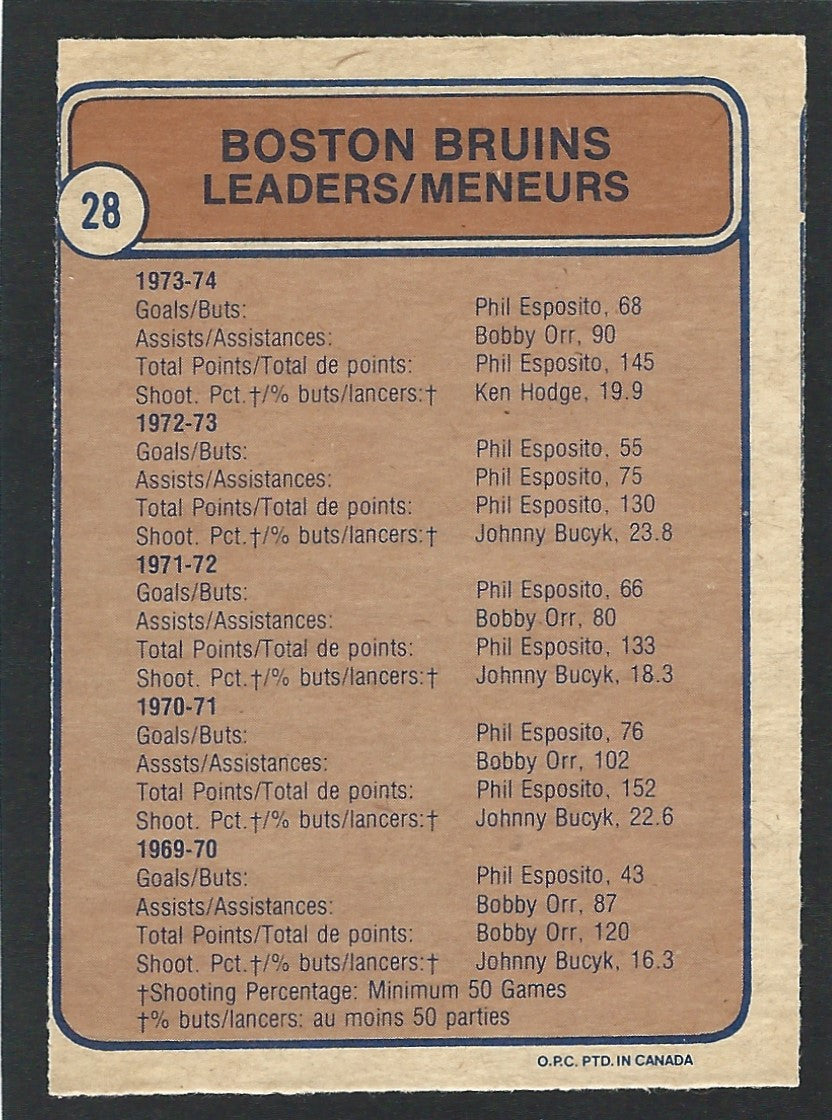 BOSTON BRUINS
LEADERS/MENEURS
28
1973-74
Goals/Buts: Phil Esposito, 68
Assists/Assistances: Bobby Orr, 90
Total Points/Total de points: Phil Esposito, 145
Shoot. Pct.†/% buts/lancers:† Ken Hodge, 19.9
1972-73
Goals/Buts: Phil Esposito, 55
Assists/Assistances: Phil Esposito, 75
Total Points/Total de points: Phil Esposito, 130
Shoot. Pct.†/% buts/lancers:† Johnny Bucyk, 23.8
1971-72
Goals/Buts: Phil Esposito, 66
Assists/Assistances: Bobby Orr, 80
Total Points/Total de points: Phil Esposito, 133
Shoot. Pct.†/% buts/lancers:† Johnny Bucyk, 18.3
1970-71
Goals/Buts: Phil Esposito, 76
Asssts/Assistances: Bobby Orr, 102
Total Points/Total de points: Phil Esposito, 152
Shoot. Pct.†/% buts/lancers:† Johnny Bucyk, 22.6
1969-70
Goals/Buts: Phil Esposito, 43
Assists/Assistances: Bobby Orr, 87
Total Points/Total de points: Bobby Orr, 120
Shoot. Pct.†/% buts/lancers:† Johnny Bucyk, 16.3
†Shooting Percentage: Minimum 50 Games
†% buts/lancers: au moins 50 parties
O.P.C. PTD. IN CANADA